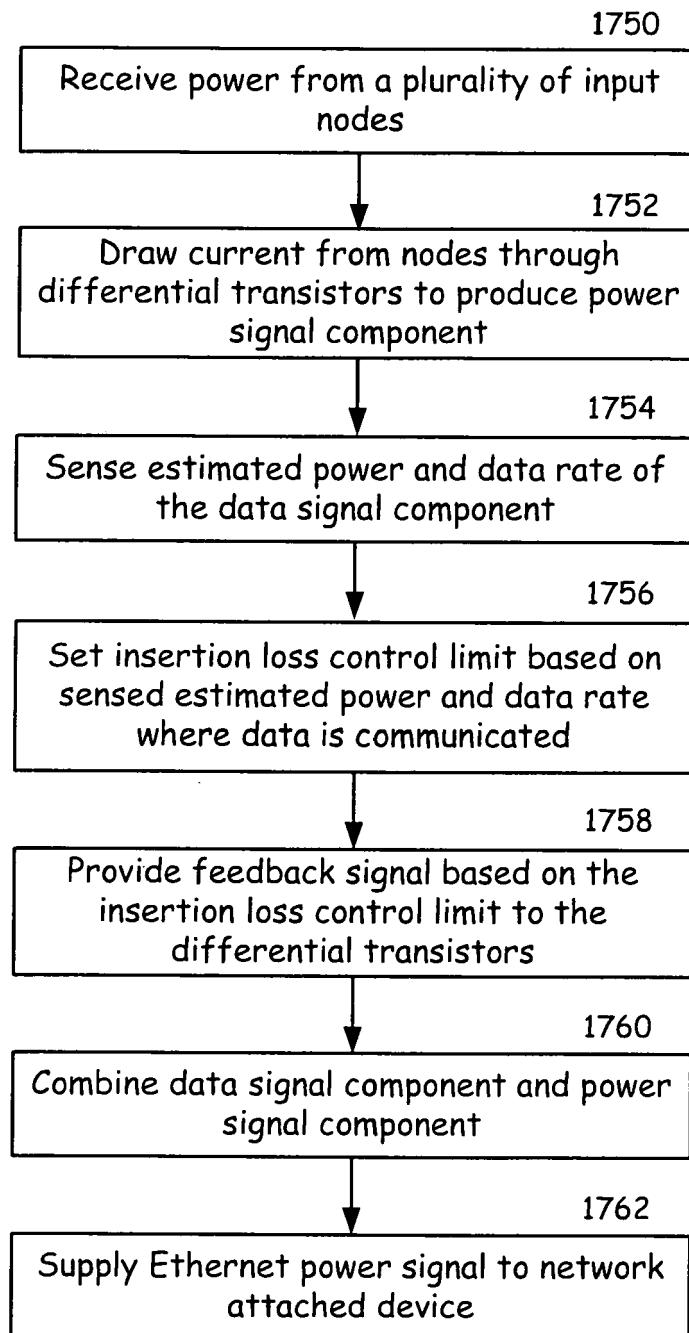 1750
Receive power from a plurality of input
nodes
1752
Draw current from nodes through
differential transistors to produce power
signal component
1754
Sense estimated power and data rate of
the data signal component
1756
Set insertion loss control limit based on
sensed estimated power and data rate
where data is communicated
1758
Provide feedback signal based on the
insertion loss control limit to the
differential transistors
1760
Combine data signal component and power
signal component
1762
Supply Ethernet power signal to network
attached device